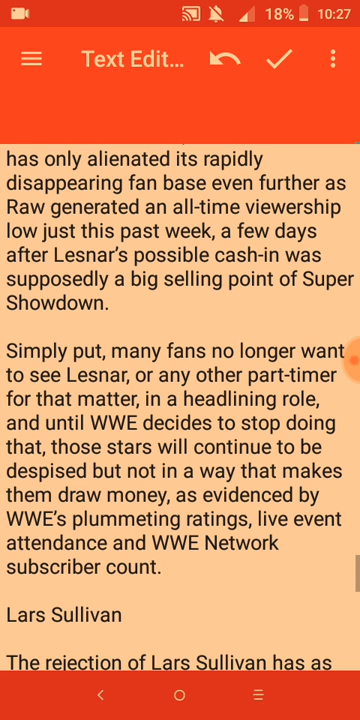 18% 10:27
Text Edit...
has only alienated its rapidly
disappearing fan base even further as
Raw generated an all-time viewership
low just this past week, a few days
after Lesnar's possible cash-in was
supposedly a big selling point of Super
Showdown.
Simply put, many fans no longer want
to see Lesnar, or any other part-timer
for that matter, in a headlining role,
and until WWE decides to stop doing
that, those stars will continue to be
despised but not in a way that makes
them draw money, as evidenced by
WWE's plummeting ratings, live event
attendance and WWE Network
subscriber count.
Lars Sullivan
The rejection of Lars Sullivan has as